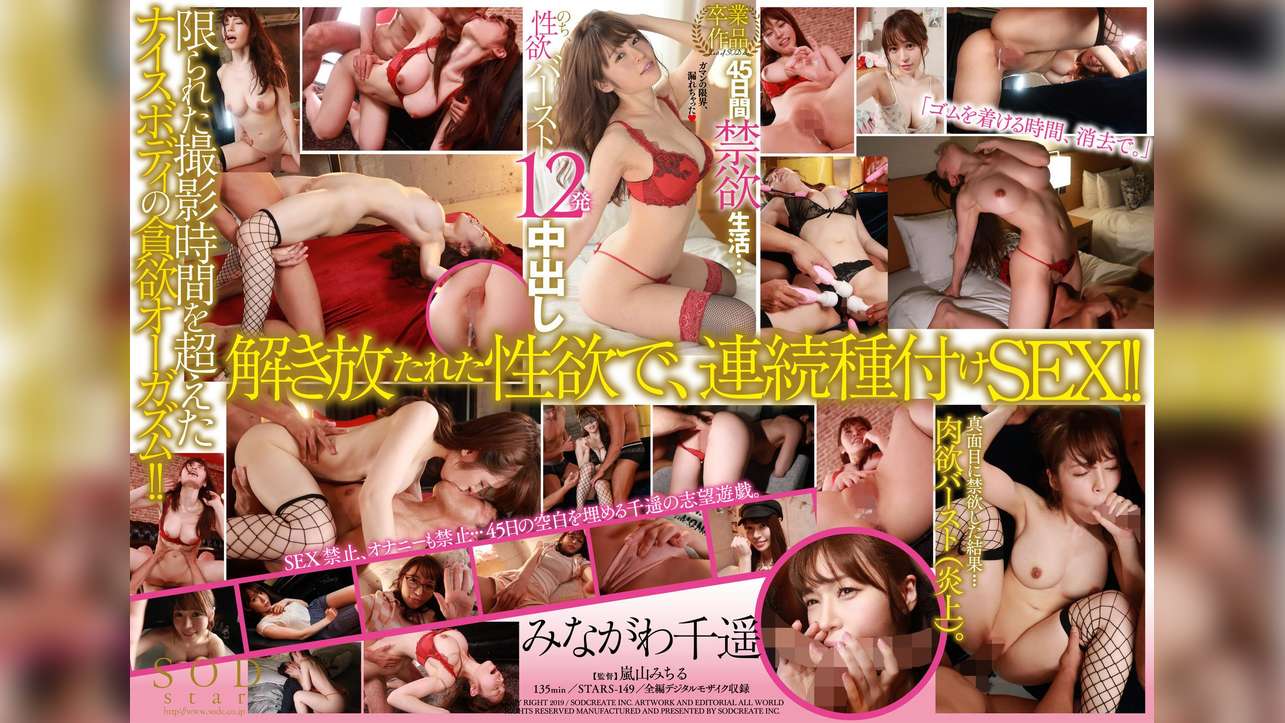 限られた撮影時間を超えた
ナイスボディの貪欲オーガズム!!
卒業
作品
45日間禁欲生活…
ガマンの限界、
漏れちゃった
のち、
性欲バースト
12発
中出し
「ゴムを着ける時間、消去で。」
解き放たれた性欲で、連続種付けSEX!!
SEX禁止、オナニーも禁止…45日の空白を埋める千遥の志望遊戯。
真面目に禁欲した結果…
肉欲バースト(炎上)。
みながわ千遥
【監督】嵐山みちる
135min/STARS-149/全編デジタルモザイク収録
RIGHT 2019 / SODCREATE INC. ARTWORK AND EDITORIAL ALL WORLD
RESERVED MANUFACTURED AND PRESENTED BY SODCREATE INC.
SOD
star
http://www.sodc.co.jp